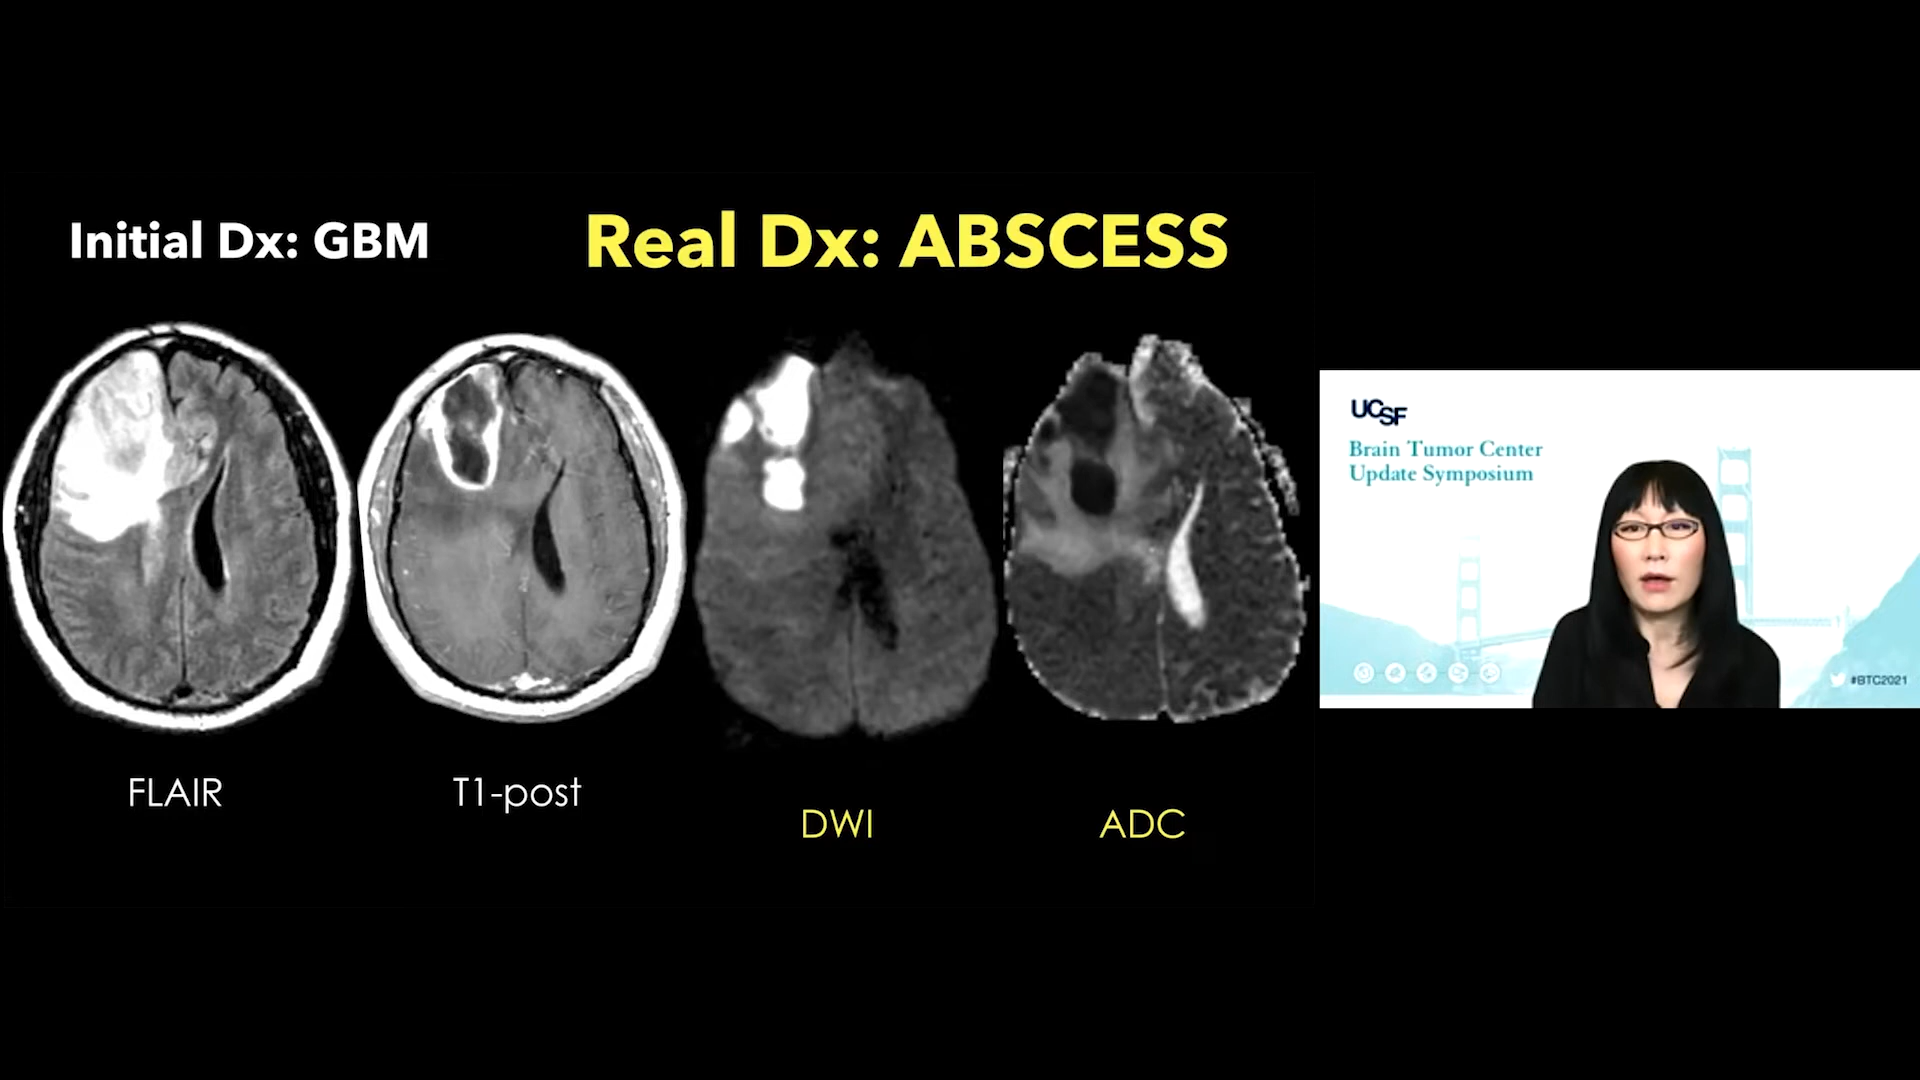 Initial Dx: GBM
Real Dx: ABSCESS
FLAIR
T1-post
DWI
ADC
UCSF
Brain Tumor Center
Update Symposium
#BTC2021